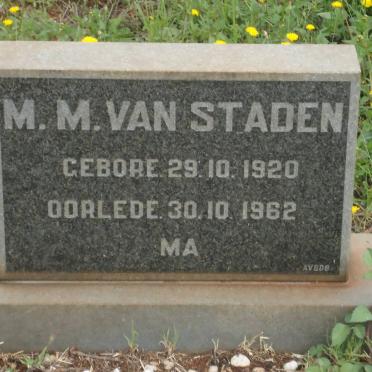 M. M. VAN STADEN
GEBORE 29. 10. 1920
OORLEDE 30. 10. 1962
MA